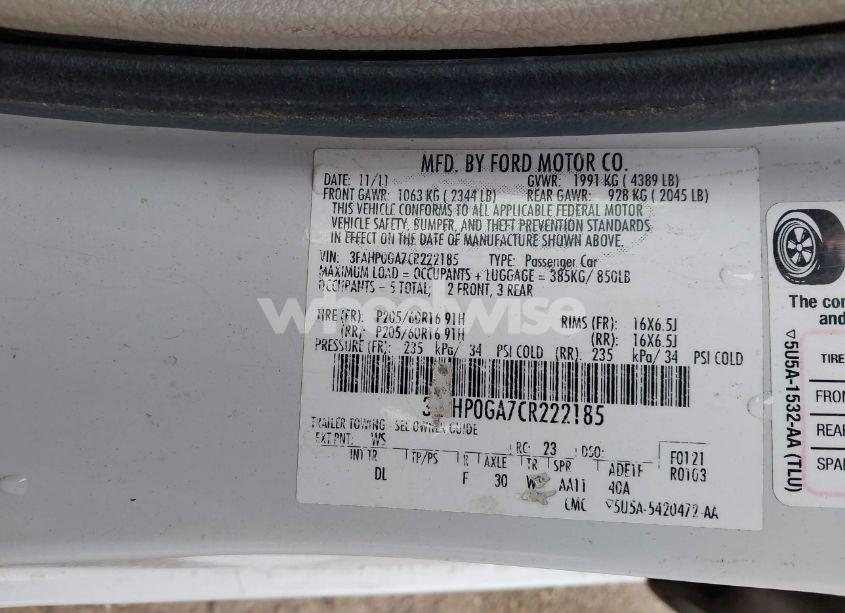 MFD. BY FORD MOTOR CO.
DATE: 11/11 GVWR: 1991 KG ( 4389 LB)
FRONT GAWR: 1063 KG ( 2344 LB) REAR GAWR: 928 KG ( 2045 LB)
THIS VEHICLE CONFORMS TO ALL APPLICABLE FEDERAL MOTOR
VEHICLE SAFETY, BUMPER, AND THEFT PREVENTION STANDARDS
IN EFFECT ON THE DATE OF MANUFACTURE SHOWN ABOVE.
VIN: 3FAHP0GA7CR222185 TYPE: Passenger Car
MAXIMUM LOAD = OCCUPANTS + LUGGAGE = 385KG/ 850LB
OCCUPANTS - 5 TOTAL; 2 FRONT, 3 REAR
wheelwise
TIRE (FR): P205/60R16 91H RIMS (FR): 16X6.5J
(RR): P205/60R16 91H (RR): 16X6.5J
PRESSURE (FR): 235 kPa/ 34 PSI COLD (RR): 235 kPa/ 34 PSI COLD
HP0GA7CR222185
TRAILER TOWING - SEE OWNER GUIDE
EXT PNT: WS RC: 23 DSO: F0121
INT TR TP/PS R AXLE TR SPR ADE1F R0103
DL F 30 AA11 40A
CMC ▽5U5A-5420472-AA
The con
and
TIRE
FRON
REAR
SPAR
▽5U5A-1532-AA (TLU)